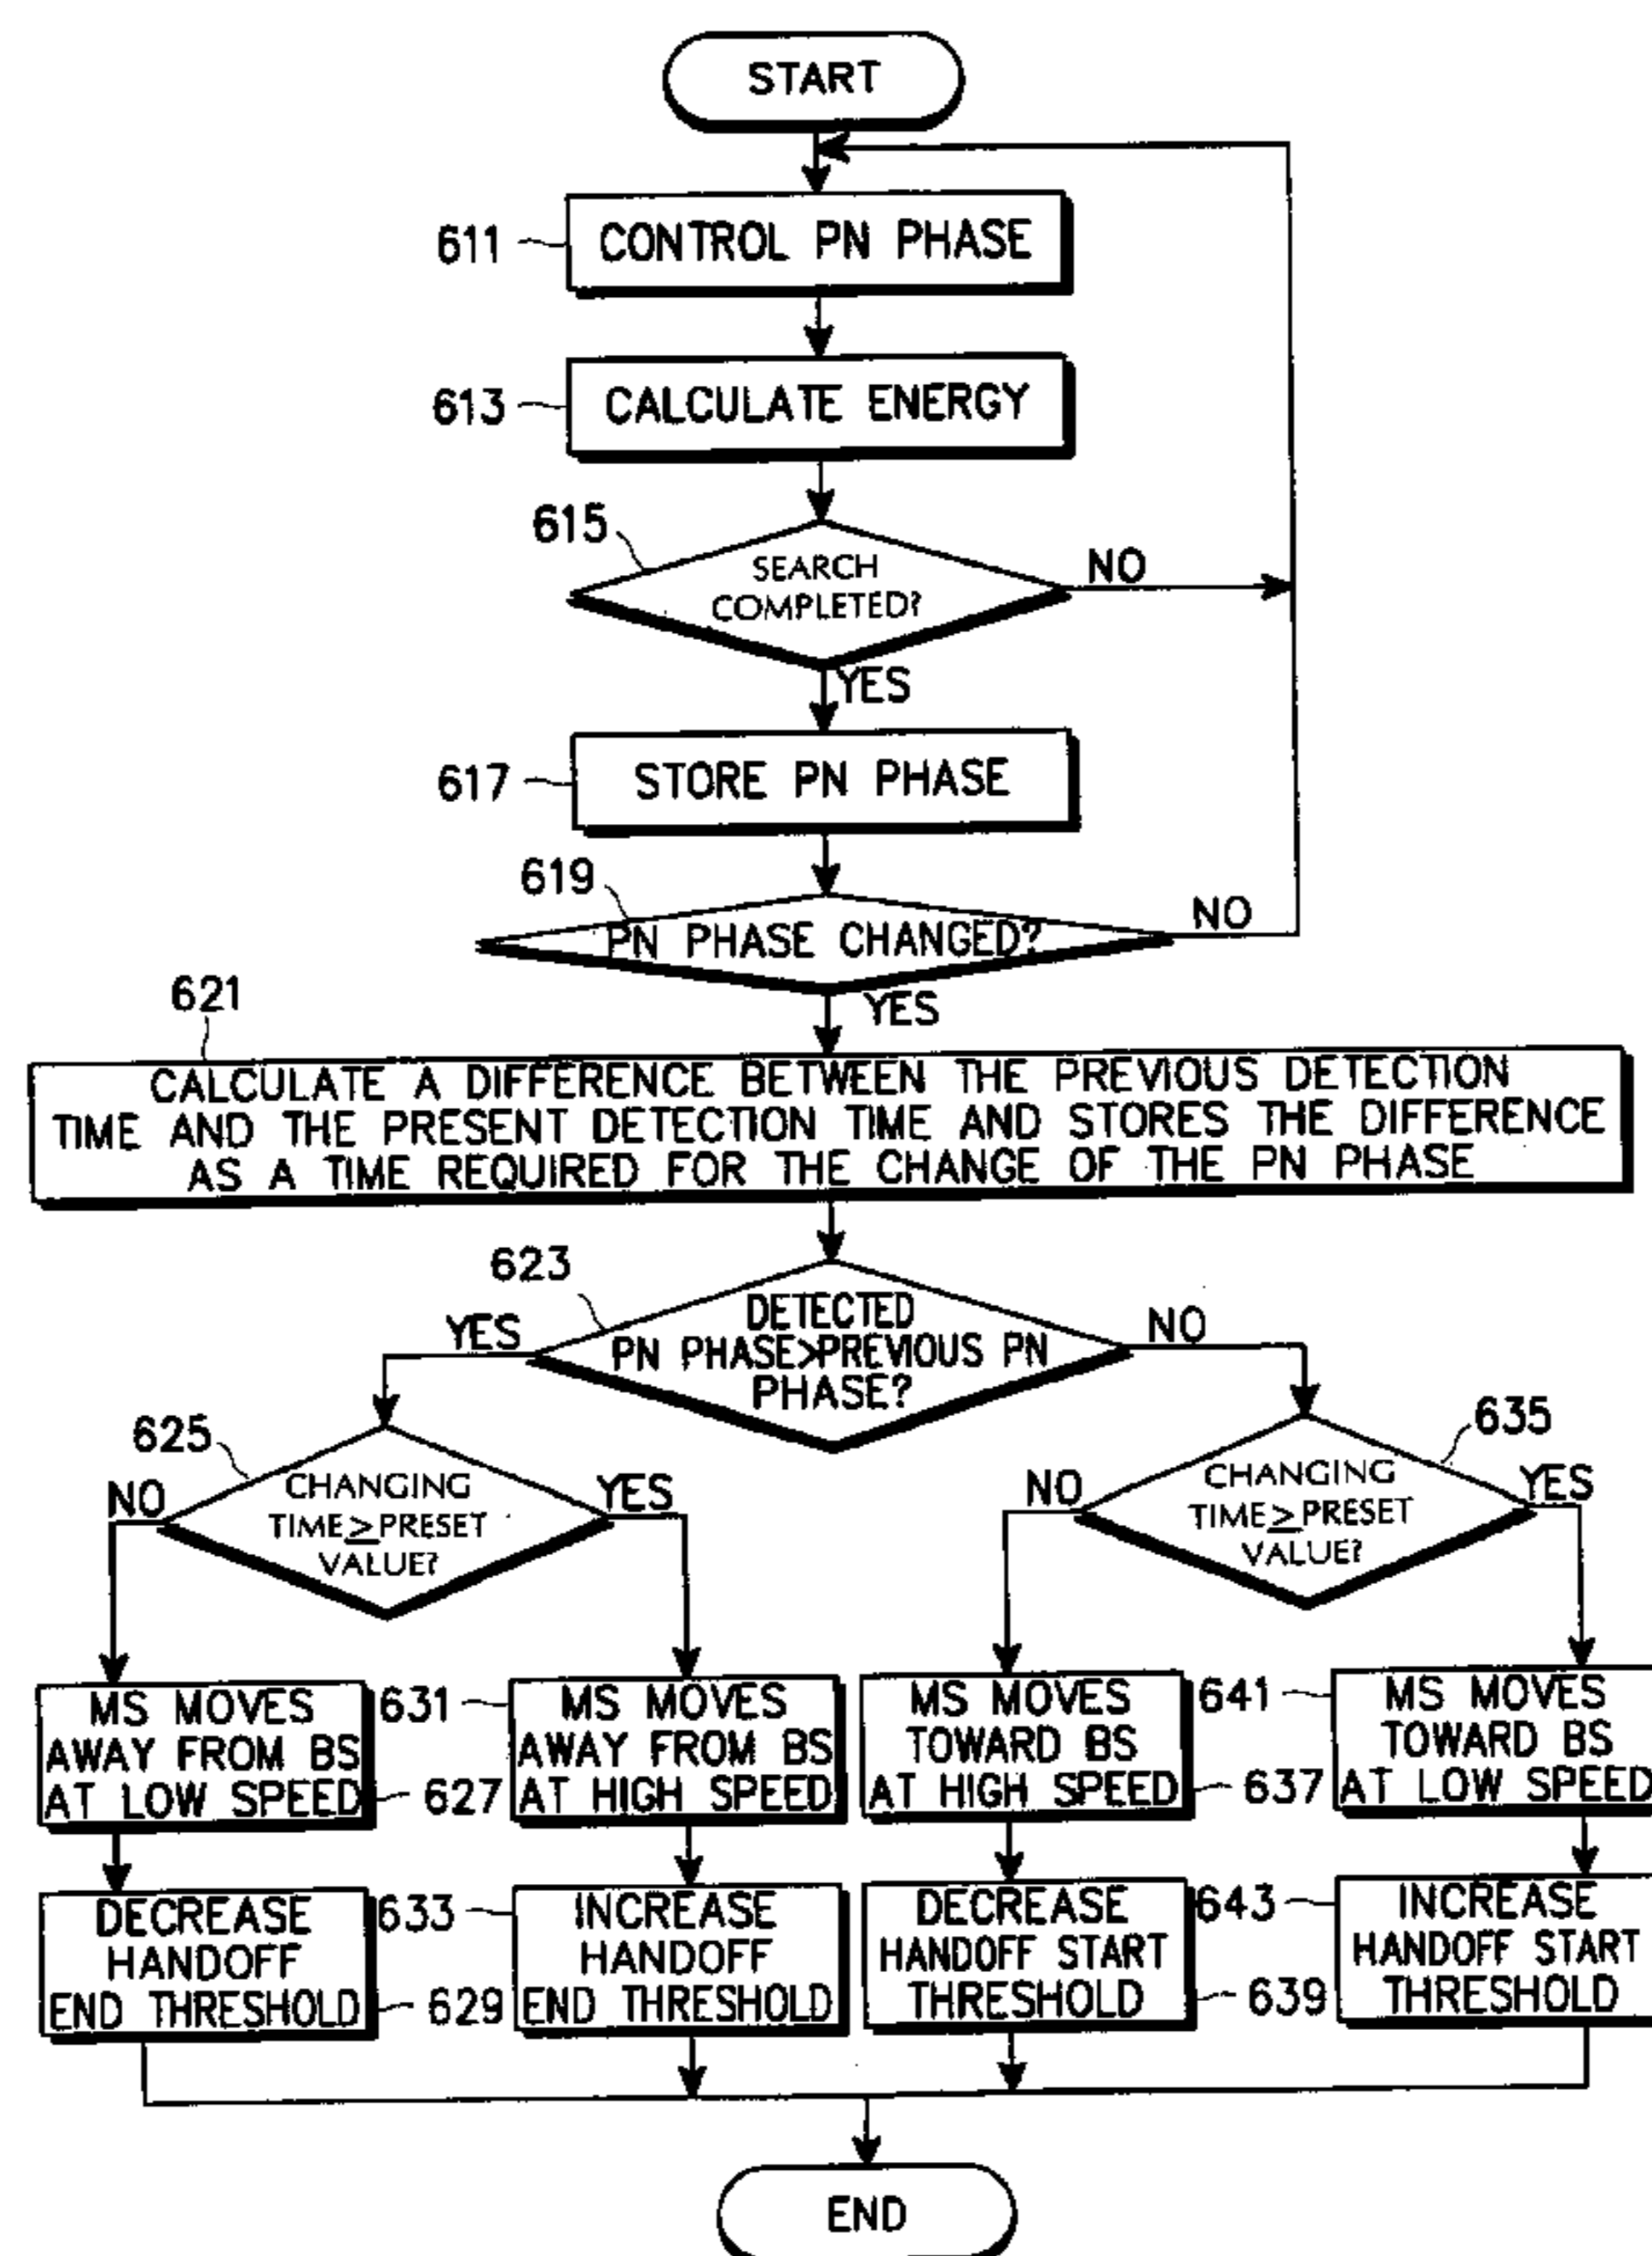 START
611
CONTROL PN PHASE
613
CALCULATE ENERGY
615
SEARCH
COMPLETED?
NO
YES
617
STORE PN PHASE
619
PN PHASE CHANGED?
NO
YES
621
CALCULATE A DIFFERENCE BETWEEN THE PREVIOUS DETECTION
TIME AND THE PRESENT DETECTION TIME AND STORES THE DIFFERENCE
AS A TIME REQUIRED FOR THE CHANGE OF THE PN PHASE
623
DETECTED
PN PHASE>PREVIOUS PN
PHASE?
YES
NO
625
CHANGING
TIME≥PRESET
VALUE?
NO
YES
635
CHANGING
TIME≥PRESET
VALUE?
NO
YES
MS MOVES
AWAY FROM BS
AT LOW SPEED
627
631
MS MOVES
AWAY FROM BS
AT HIGH SPEED
MS MOVES
TOWARD BS
AT HIGH SPEED
637
641
MS MOVES
TOWARD BS
AT LOW SPEED
DECREASE
HANDOFF
END THRESHOLD
629
633
INCREASE
HANDOFF
END THRESHOLD
DECREASE
HANDOFF START
THRESHOLD
639
643
INCREASE
HANDOFF START
THRESHOLD
END